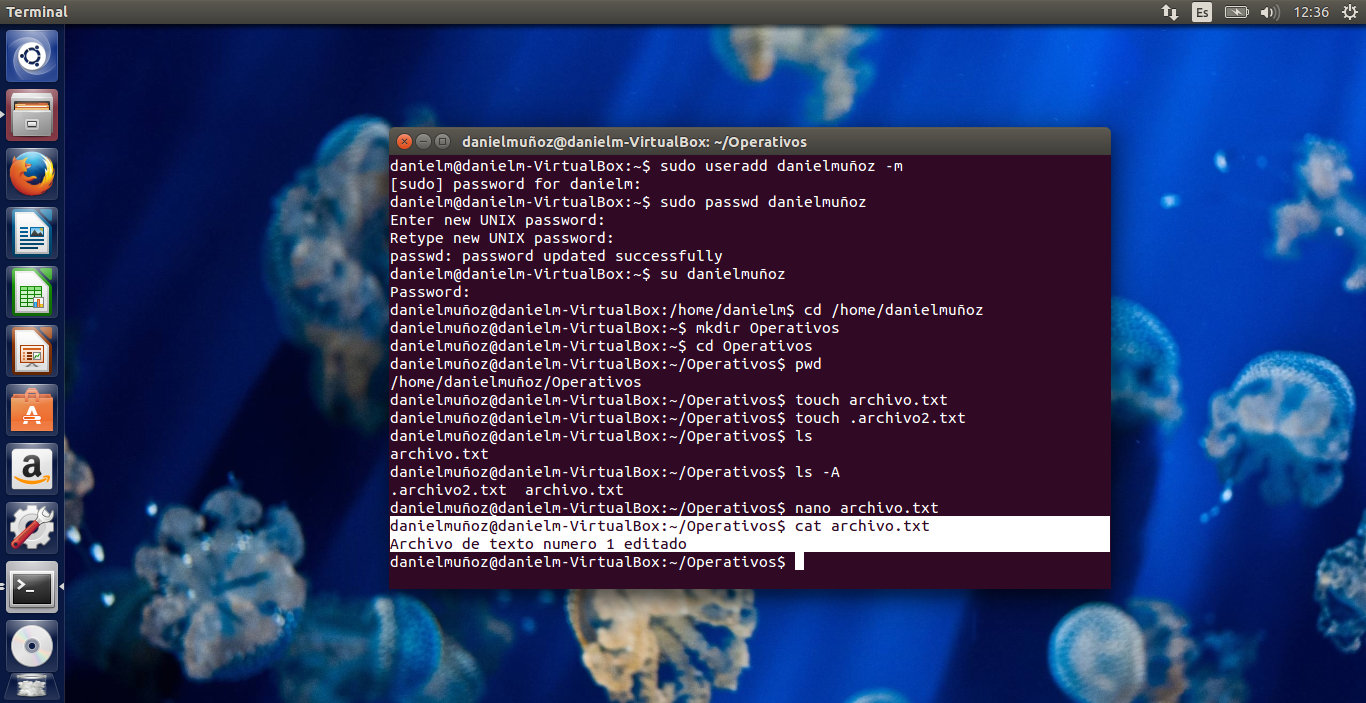 Terminal
Es
12:36
danielmuñoz@danielm-VirtualBox: ~/Operativos
danielm@danielm-VirtualBox:~$ sudo useradd danielmuñoz -m
[sudo] password for danielm:
danielm@danielm-VirtualBox:~$ sudo passwd danielmuñoz
Enter new UNIX password:
Retype new UNIX password:
passwd: password updated successfully
danielm@danielm-VirtualBox:~$ su danielmuñoz
Password:
danielmuñoz@danielm-VirtualBox:/home/danielm$ cd /home/danielmuñoz
danielmuñoz@danielm-VirtualBox:~$ mkdir Operativos
danielmuñoz@danielm-VirtualBox:~$ cd Operativos
danielmuñoz@danielm-VirtualBox:~/Operativos$ pwd
/home/danielmuñoz/Operativos
danielmuñoz@danielm-VirtualBox:~/Operativos$ touch archivo.txt
danielmuñoz@danielm-VirtualBox:~/Operativos$ touch .archivo2.txt
danielmuñoz@danielm-VirtualBox:~/Operativos$ ls
archivo.txt
danielmuñoz@danielm-VirtualBox:~/Operativos$ ls -A
.archivo2.txt  archivo.txt
danielmuñoz@danielm-VirtualBox:~/Operativos$ nano archivo.txt
danielmuñoz@danielm-VirtualBox:~/Operativos$ cat archivo.txt
Archivo de texto numero 1 editado
danielmuñoz@danielm-VirtualBox:~/Operativos$